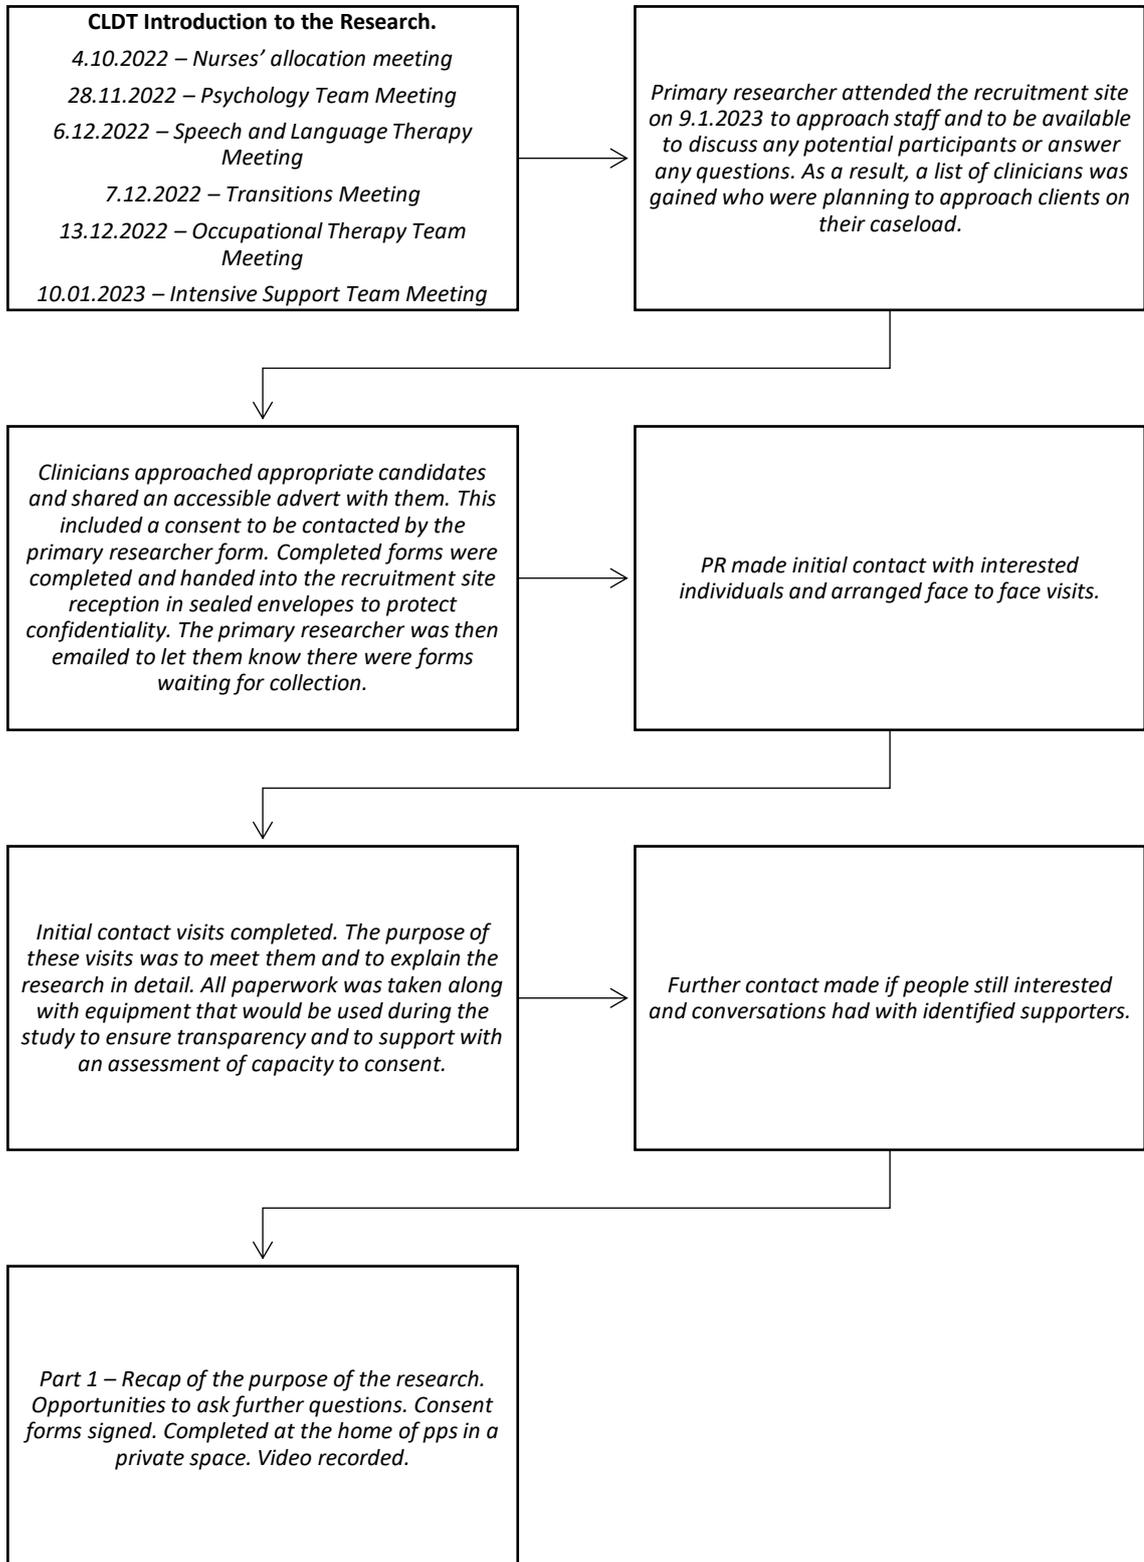 CLDT Introduction to the Research.
4.10.2022 – Nurses’ allocation meeting
28.11.2022 – Psychology Team Meeting
6.12.2022 – Speech and Language Therapy
Meeting
7.12.2022 – Transitions Meeting
13.12.2022 – Occupational Therapy Team
Meeting
10.01.2023 – Intensive Support Team Meeting
Primary researcher attended the recruitment site
on 9.1.2023 to approach staff and to be available
to discuss any potential participants or answer
any questions. As a result, a list of clinicians was
gained who were planning to approach clients on
their caseload.
Clinicians approached appropriate candidates
and shared an accessible advert with them. This
included a consent to be contacted by the
primary researcher form. Completed forms were
completed and handed into the recruitment site
reception in sealed envelopes to protect
confidentiality. The primary researcher was then
emailed to let them know there were forms
waiting for collection.
PR made initial contact with interested
individuals and arranged face to face visits.
Initial contact visits completed. The purpose of
these visits was to meet them and to explain the
research in detail. All paperwork was taken along
with equipment that would be used during the
study to ensure transparency and to support with
an assessment of capacity to consent.
Further contact made if people still interested
and conversations had with identified supporters.
Part 1 – Recap of the purpose of the research.
Opportunities to ask further questions. Consent
forms signed. Completed at the home of pps in a
private space. Video recorded.